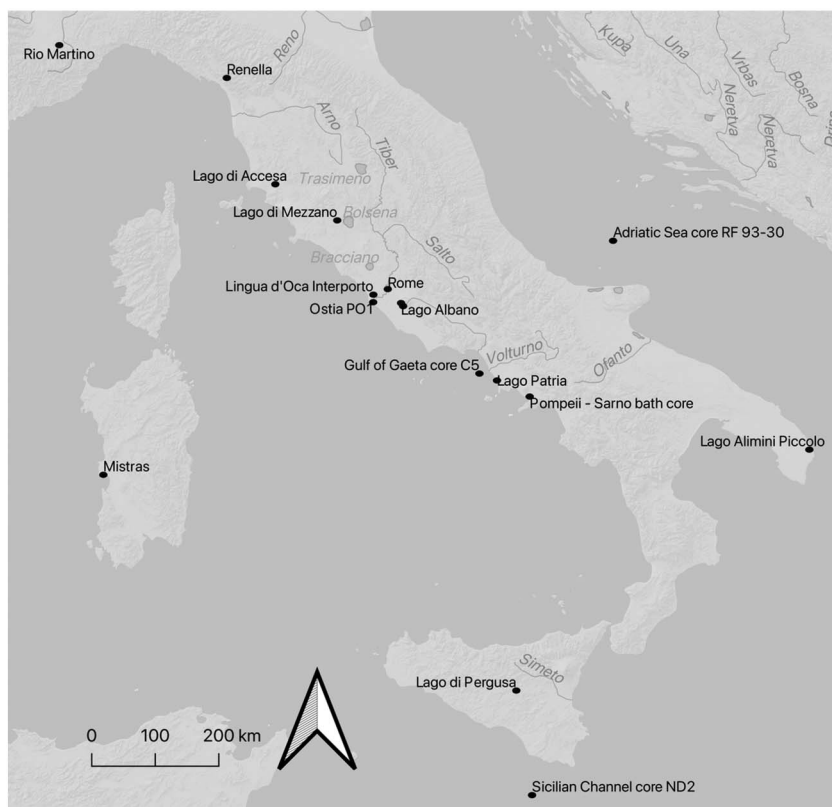 Rio Martino
Renella
Reno
Kupa
Una
Vrbas
Bosna
Neretva
Neretva
Arno
Tiber
Lago di Accesa
Trasimeno
Lago di Mezzano
Bolsena
Salto
Adriatic Sea core RF 93-30
Bracciano
Lingua d'Oca Interporto
Rome
Ostia PO1
Lago Albano
Volturno
Ofanto
Gulf of Gaeta core C5
Lago Patria
Pompeii - Sarno bath core
Lago Alimini Piccolo
Mistras
Simeto
Lago di Pergusa
0 100 200 km
Sicilian Channel core ND2